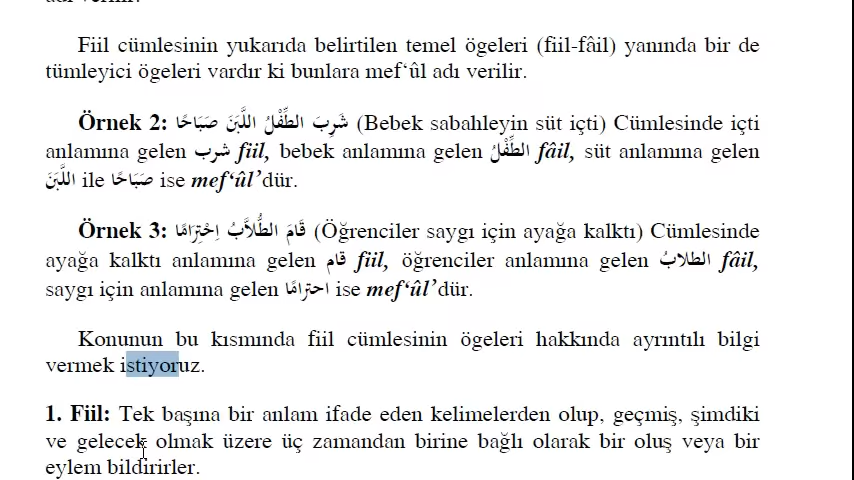 Fiil cümlesinin yukarıda belirtilen temel ögeleri (fiil-fâil) yanında bir de
tümleyici ögeleri vardır ki bunlara mef‘ûl adı verilir.
Örnek 2: شَرِبَ الطِّفْلُ اللَّبَنَ صَبَاحًا (Bebek sabahleyin süt içti) Cümlesinde içti
anlamına gelen شرب fiil, bebek anlamına gelen الطِّفْلُ fâil, süt anlamına gelen
اللَّبَنَ ile صَبَاحًا ise mef‘ûl’dür.
Örnek 3: قَامَ الطُّلاَّبُ اِحْتِرَامًا (Öğrenciler saygı için ayağa kalktı) Cümlesinde
ayağa kalktı anlamına gelen قام fiil, öğrenciler anlamına gelen الطلابُ fâil,
saygı için anlamına gelen احترامًا ise mef‘ûl’dür.
Konunun bu kısmında fiil cümlesinin ögeleri hakkında ayrıntılı bilgi
vermek istiyoruz.
1. Fiil: Tek başına bir anlam ifade eden kelimelerden olup, geçmiş, şimdiki
ve gelecek olmak üzere üç zamandan birine bağlı olarak bir oluş veya bir
eylem bildirirler.